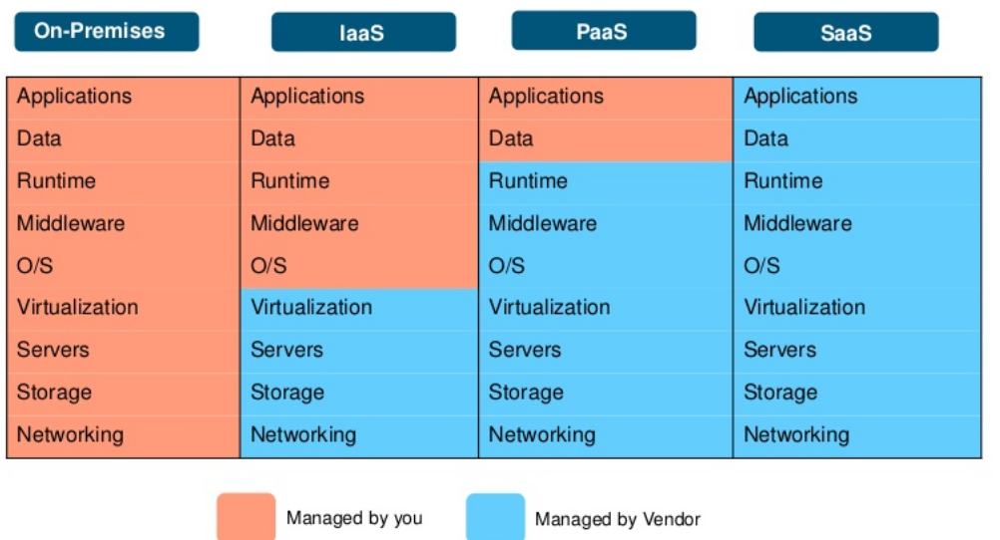 On-Premises IaaS PaaS SaaS
Applications Applications Applications Applications
Data Data Data Data
Runtime Runtime Runtime Runtime
Middleware Middleware Middleware Middleware
O/S O/S O/S O/S
Virtualization Virtualization Virtualization Virtualization
Servers Servers Servers Servers
Storage Storage Storage Storage
Networking Networking Networking Networking
Managed by you Managed by Vendor